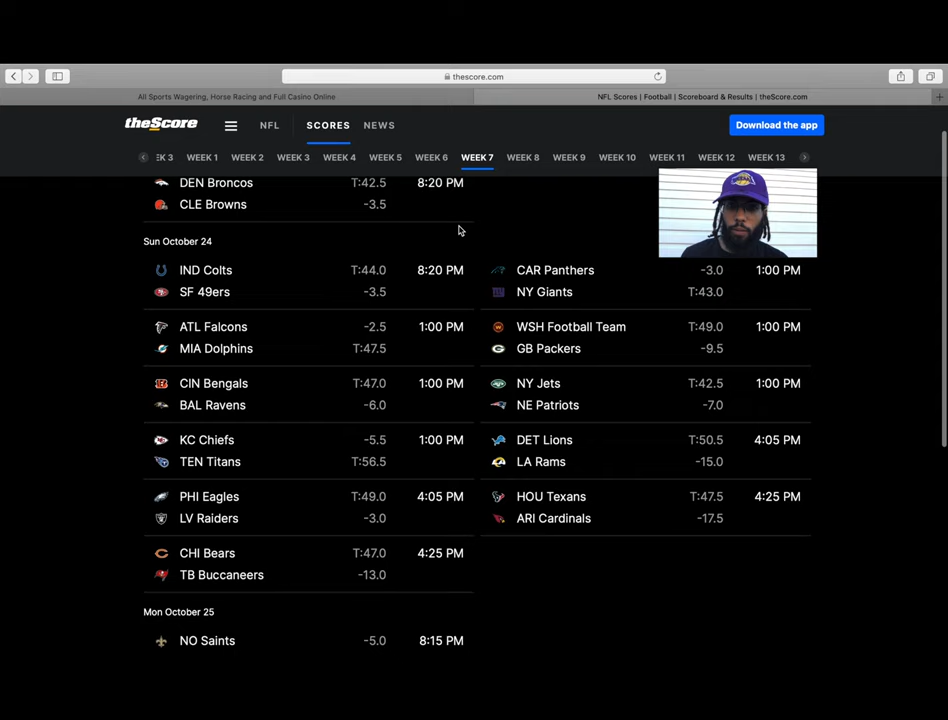 thescore.com
All Sports Wagering, Horse Racing and Full Casino Online
NFL Scores | Football | Scoreboard & Results | theScore.com
theScore
NFL
SCORES
NEWS
Download the app
EK 3
WEEK 1
WEEK 2
WEEK 3
WEEK 4
WEEK 5
WEEK 6
WEEK 7
WEEK 8
WEEK 9
WEEK 10
WEEK 11
WEEK 12
WEEK 13
DEN Broncos T:42.5 8:20 PM
CLE Browns -3.5
Sun October 24
IND Colts T:44.0 8:20 PM
SF 49ers -3.5
CAR Panthers -3.0 1:00 PM
NY Giants T:43.0
ATL Falcons -2.5 1:00 PM
MIA Dolphins T:47.5
WSH Football Team T:49.0 1:00 PM
GB Packers -9.5
CIN Bengals T:47.0 1:00 PM
BAL Ravens -6.0
NY Jets T:42.5 1:00 PM
NE Patriots -7.0
KC Chiefs -5.5 1:00 PM
TEN Titans T:56.5
DET Lions T:50.5 4:05 PM
LA Rams -15.0
PHI Eagles T:49.0 4:05 PM
LV Raiders -3.0
HOU Texans T:47.5 4:25 PM
ARI Cardinals -17.5
CHI Bears T:47.0 4:25 PM
TB Buccaneers -13.0
Mon October 25
NO Saints -5.0 8:15 PM